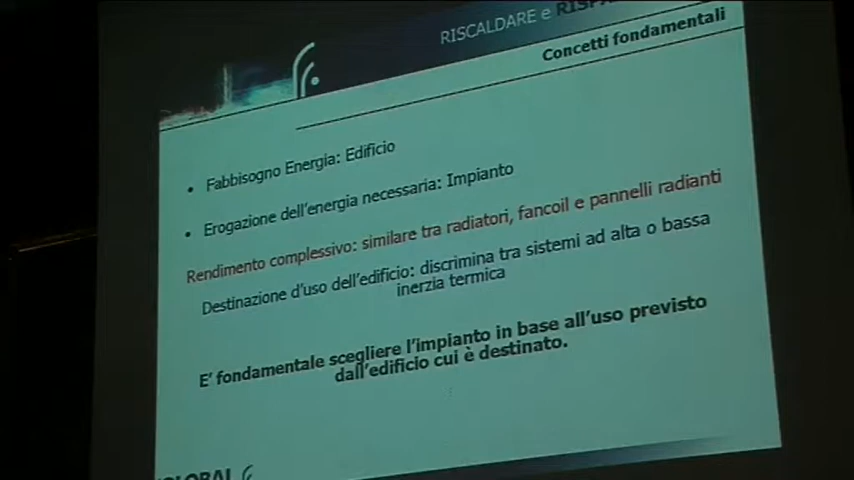 RISCALDARE e
Concetti fondamentali
• Fabbisogno Energia: Edificio
• Erogazione dell'energia necessaria: Impianto
Rendimento complessivo: similare tra radiatori, fancoil e pannelli radianti
Destinazione d'uso dell'edificio: discrimina tra sistemi ad alta o bassa
inerzia termica
E' fondamentale scegliere l'impianto in base all'uso previsto
dall'edificio cui è destinato.
GLOBAL